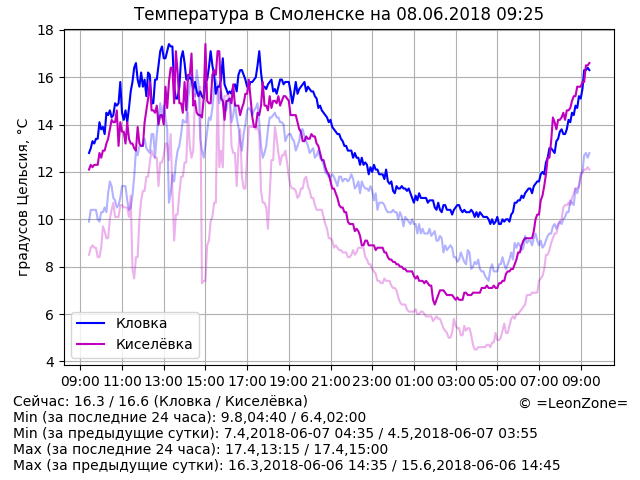 Температура в Смоленске на 08.06.2018 09:25
градусов Цельсия, °C
18
16
14
12
10
8
6
4
Кловка
Киселёвка
09:00 11:00 13:00 15:00 17:00 19:00 21:00 23:00 01:00 03:00 05:00 07:00 09:00
Сейчас: 16.3 / 16.6 (Кловка / Киселёвка)
© =LeonZone=
Min (за последние 24 часа): 9.8,04:40 / 6.4,02:00
Min (за предыдущие сутки): 7.4,2018-06-07 04:35 / 4.5,2018-06-07 03:55
Max (за последние 24 часа): 17.4,13:15 / 17.4,15:00
Max (за предыдущие сутки): 16.3,2018-06-06 14:35 / 15.6,2018-06-06 14:45